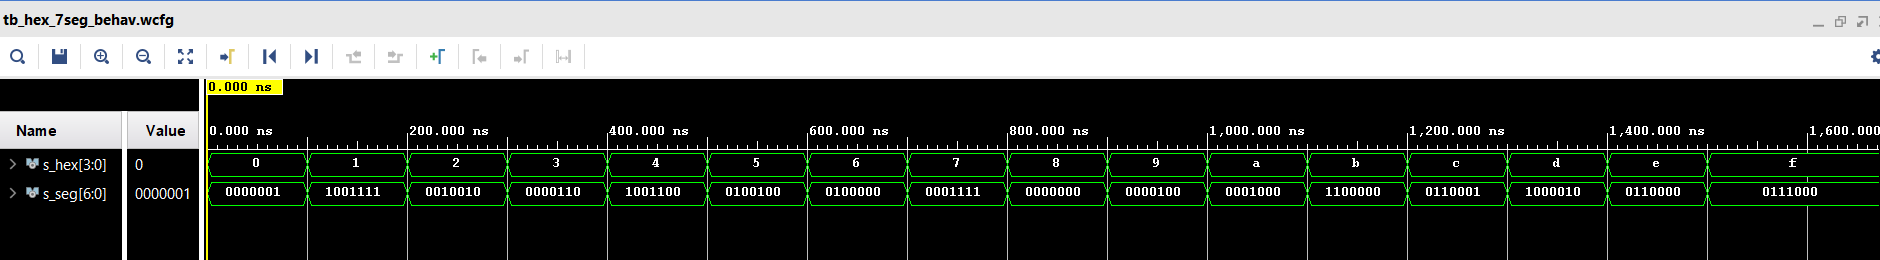 tb_hex_7seg_behav.wcfg
0.000 ns
Name Value 0.000 ns 200.000 ns 400.000 ns 600.000 ns 800.000 ns 1,000.000 ns 1,200.000 ns 1,400.000 ns 1,600.000
s_hex[3:0] 0 0 1 2 3 4 5 6 7 8 9 a b c d e f
s_seg[6:0] 0000001 0000001 1001111 0010010 0000110 1001100 0100100 0100000 0001111 0000000 0000100 0001000 1100000 0110001 1000010 0110000 0111000